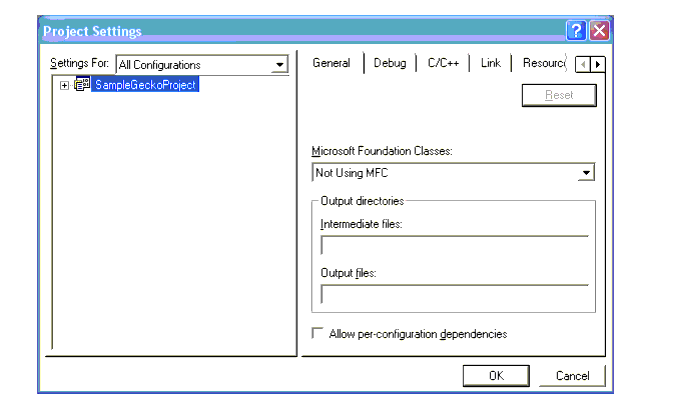 Project Settings
Settings For: All Configurations
SampleGeckoProject
General Debug C/C++ Link Resourc
Reset
Microsoft Foundation Classes:
Not Using MFC
Output directories
Intermediate files:
Output files:
Allow per-configuration dependencies
OK Cancel